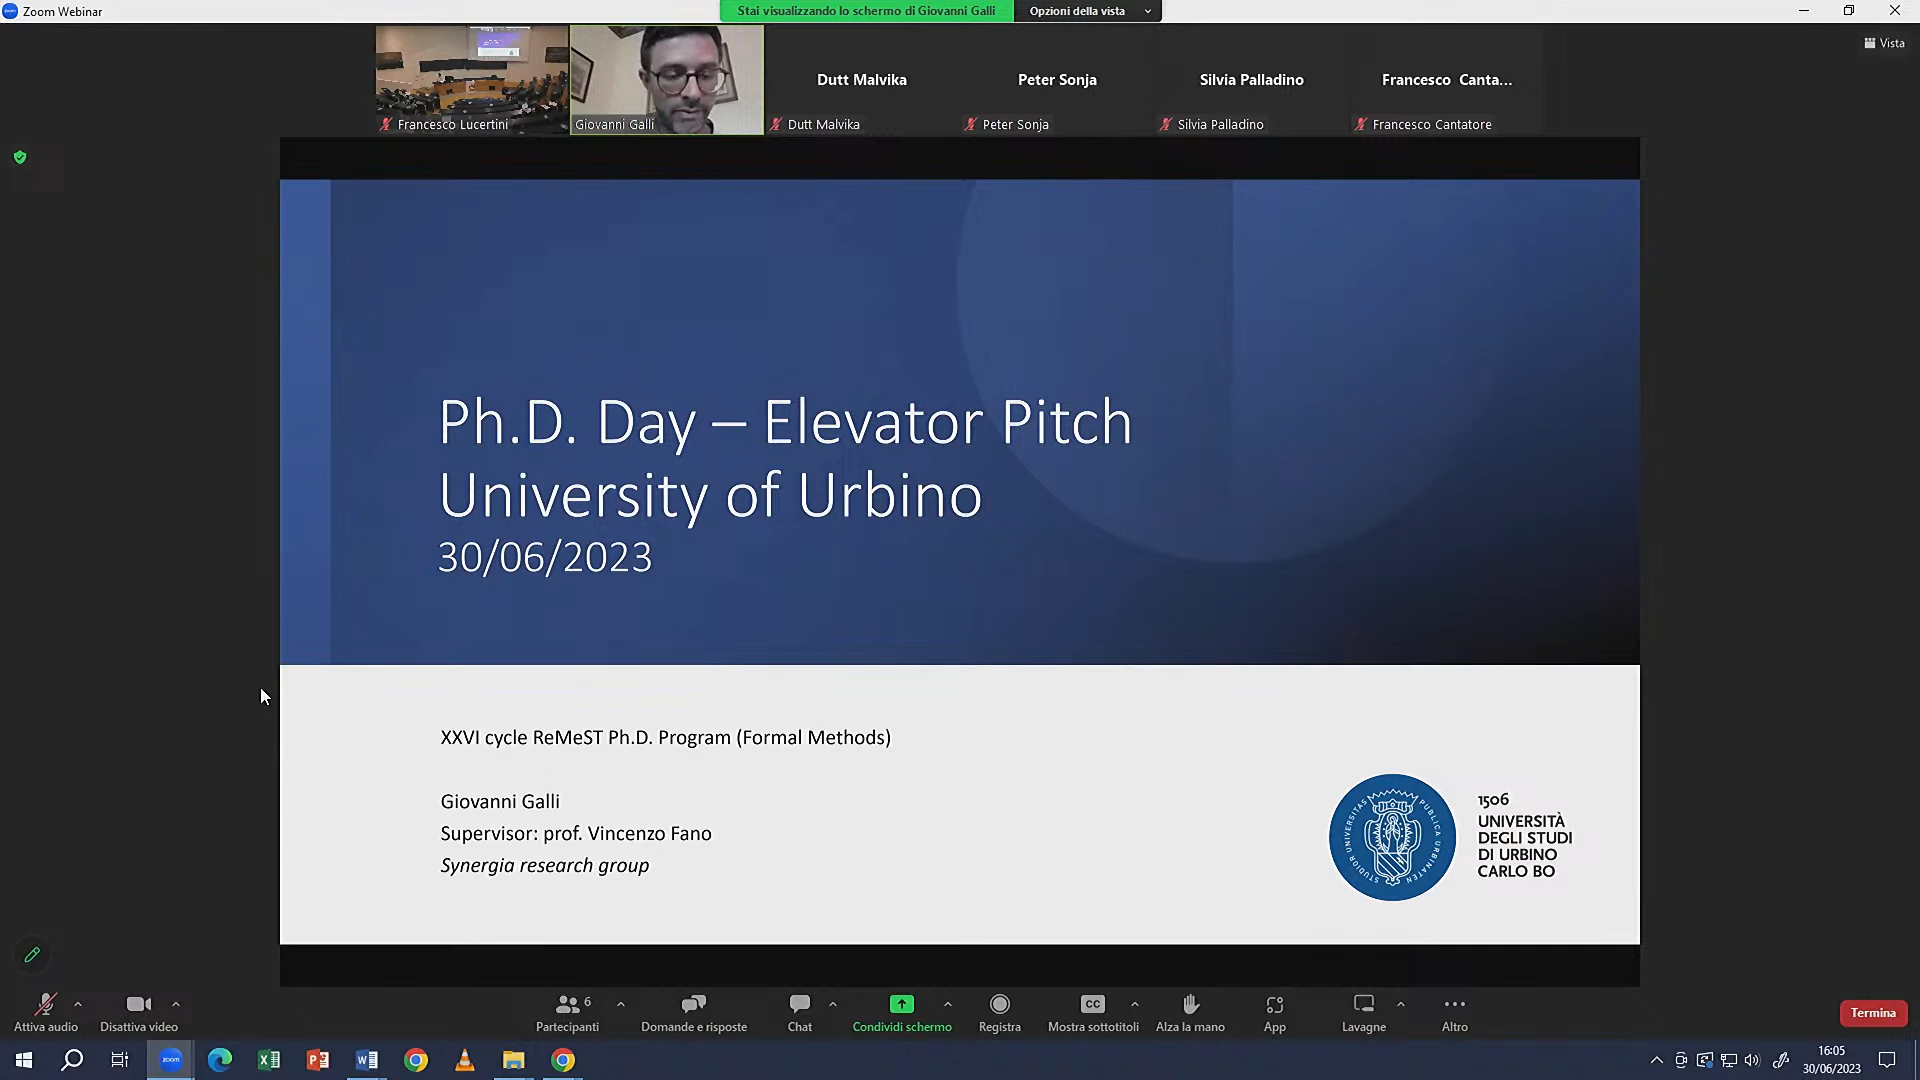 Zoom Webinar
Stai visualizzando lo schermo di Giovanni Galli
Opzioni della vista
Vista
Dutt Malvika
Peter Sonja
Silvia Palladino
Francesco Canta...
Francesco Lucertini
Giovanni Galli
Dutt Malvika
Peter Sonja
Silvia Palladino
Francesco Cantatore
Ph.D. Day – Elevator Pitch
University of Urbino
30/06/2023
XXVI cycle ReMeST Ph.D. Program (Formal Methods)
Giovanni Galli
Supervisor: prof. Vincenzo Fano
Synergia research group
1506
UNIVERSITÀ
DEGLI STUDI
DI URBINO
CARLO BO
Attiva audio
Disattiva video
6
Partecipanti
Domande e risposte
Chat
Condividi schermo
Registra
CC
Mostra sottotitoli
Alza la mano
App
Lavagne
Altro
Termina
zoom
16:05
30/06/2023